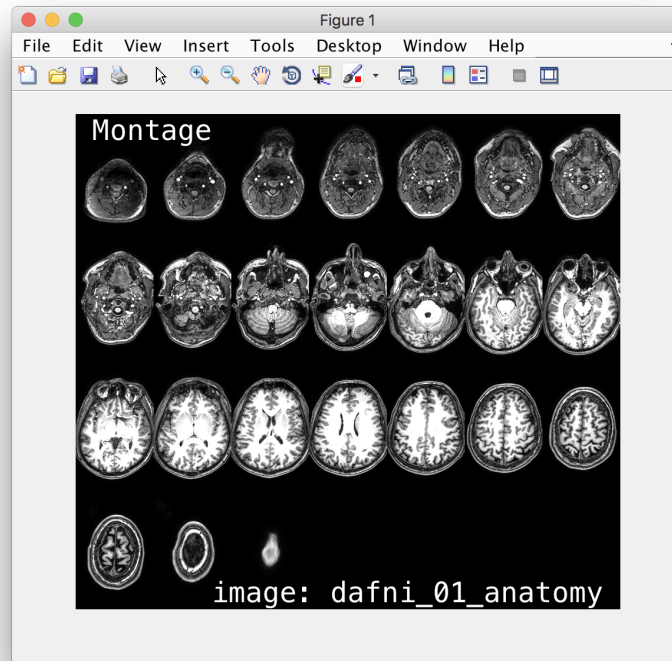 Figure 1
File Edit View Insert Tools Desktop Window Help
Montage
image: dafni_01_anatomy